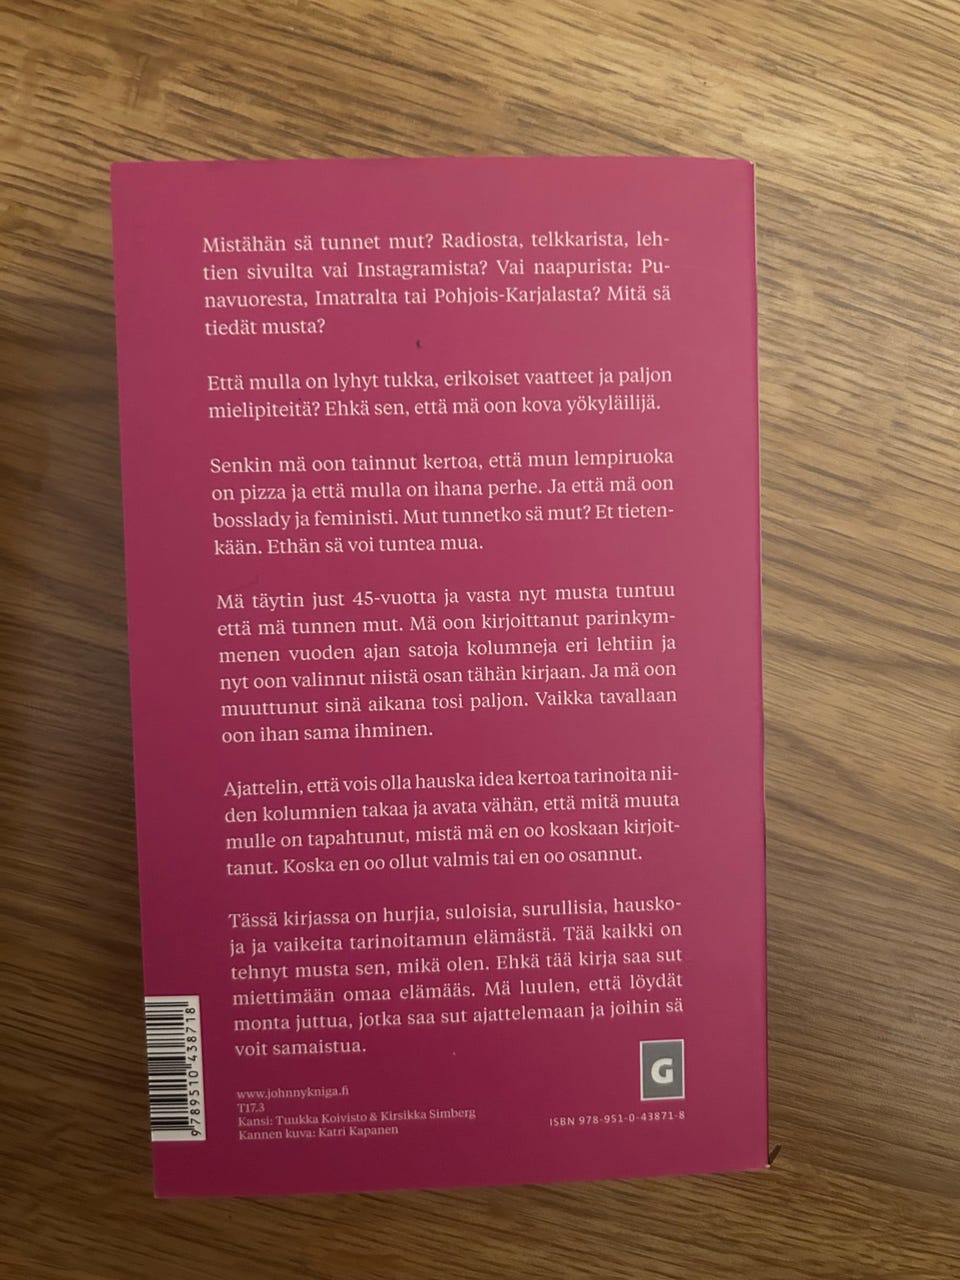 Mistähän sä tunnet mut? Radiosta, telkkarista, leh-
tien sivuilta vai Instagramista? Vai naapurista: Pu-
navuoresta, Imatralta tai Pohjois-Karjalasta? Mitä sä
tiedät musta?
Että mulla on lyhyt tukka, erikoiset vaatteet ja paljon
mielipiteitä? Ehkä sen, että mä oon kova yökyläilijä.
Senkin mä oon tainnut kertoa, että mun lempiruoka
on pizza ja että mulla on ihana perhe. Ja että mä oon
bosslady ja feministi. Mut tunnetko sä mut? Et tieten-
kään. Ethän sä voi tuntea mua.
Mä täytin just 45-vuotta ja vasta nyt musta tuntuu
että mä tunnen mut. Mä oon kirjoittanut parinkym-
menen vuoden ajan satoja kolumneja eri lehtiin ja
nyt oon valinnut niistä osan tähän kirjaan. Ja mä oon
muuttunut sinä aikana tosi paljon. Vaikka tavallaan
oon ihan sama ihminen.
Ajattelin, että vois olla hauska idea kertoa tarinoita nii-
den kolumnien takaa ja avata vähän, että mitä muuta
mulle on tapahtunut, mistä mä en oo koskaan kirjoit-
tanut. Koska en oo ollut valmis tai en oo osannut.
Tässä kirjassa on hurjia, suloisia, surullisia, hausko-
ja ja vaikeita tarinoitamun elämästä. Tää kaikki on
tehnyt musta sen, mikä olen. Ehkä tää kirja saa sut
miettimään omaa elämääs. Mä luulen, että löydät
monta juttua, jotka saa sut ajattelemaan ja joihin sä
voit samaistua.
www.johnnykniga.fi
T17.3
Kansi: Tuukka Koivisto & Kirsikka Simberg
Kannen kuva: Katri Kapanen
G
ISBN 978-951-0-43871-8
9789510438718